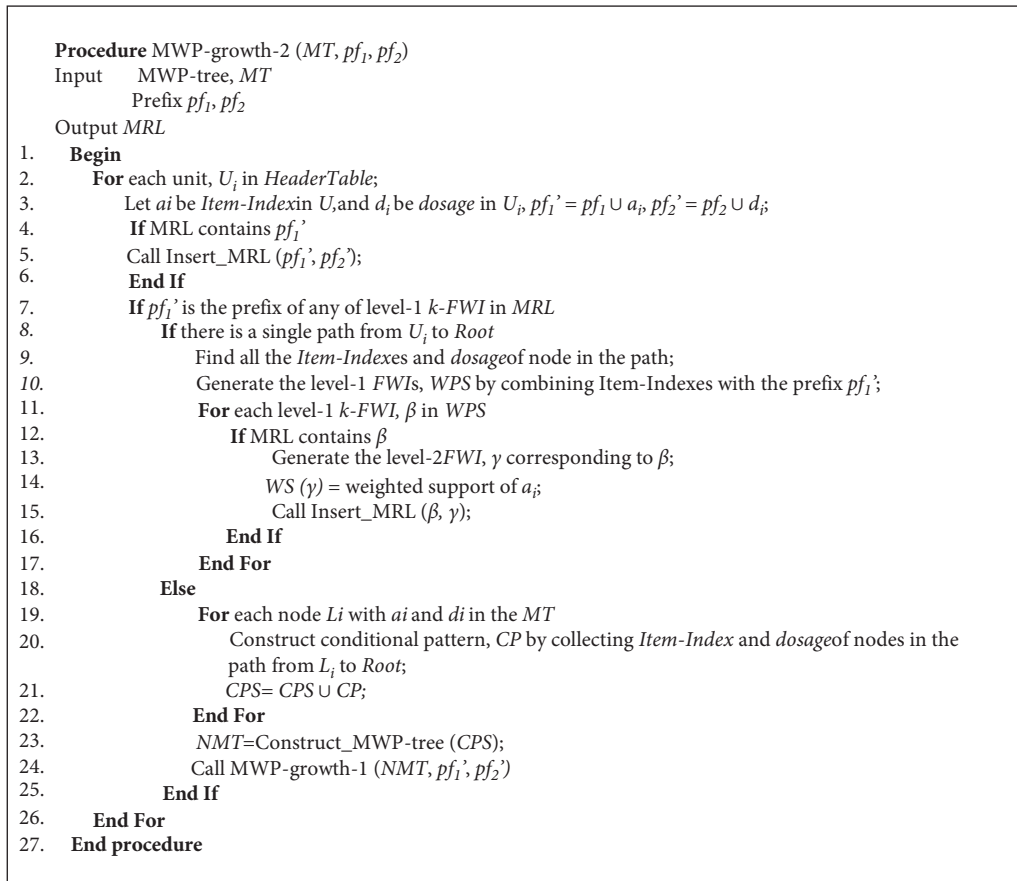 Procedure MWP-growth-2 (MT, pf1, pf2)
Input MWP-tree, MT
Prefix pf1, pf2
Output MRL
1. Begin
2. For each unit, Ui in HeaderTable;
3. Let ai be Item-Indexin U,and di be dosage in Ui, pf1' = pf1 ∪ ai, pf2' = pf2 ∪ di;
4. If MRL contains pf1'
5. Call Insert_MRL (pf1', pf2');
6. End If
7. If pf1' is the prefix of any of level-1 k-FWI in MRL
8. If there is a single path from Ui to Root
9. Find all the Item-Indexes and dosageof node in the path;
10. Generate the level-1 FWIs, WPS by combining Item-Indexes with the prefix pf1';
11. For each level-1 k-FWI, β in WPS
12. If MRL contains β
13. Generate the level-2FWI, γ corresponding to β;
14. WS (γ) = weighted support of ai;
15. Call Insert_MRL (β, γ);
16. End If
17. End For
18. Else
19. For each node Li with ai and di in the MT
20. Construct conditional pattern, CP by collecting Item-Index and dosageof nodes in the
path from Li to Root;
21. CPS= CPS ∪ CP;
22. End For
23. NMT=Construct_MWP-tree (CPS);
24. Call MWP-growth-1 (NMT, pf1', pf2')
25. End If
26. End For
27. End procedure